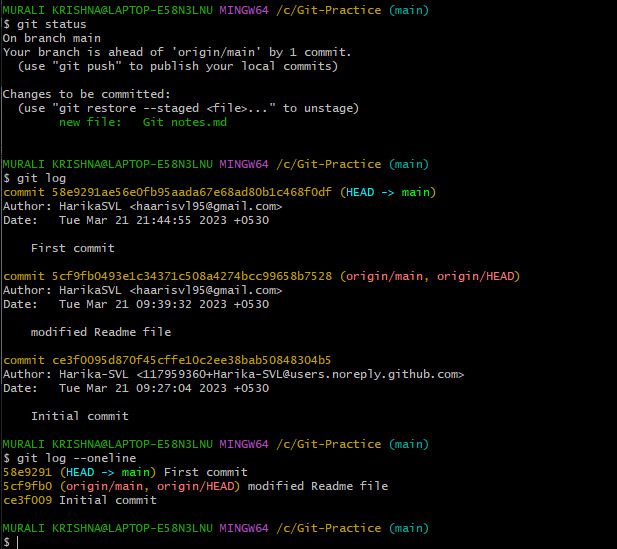 MURALI KRISHNA@LAPTOP-E58N3LNU MINGW64 /c/Git-Practice (main)
$ git status
On branch main
Your branch is ahead of 'origin/main' by 1 commit.
  (use "git push" to publish your local commits)

Changes to be committed:
  (use "git restore --staged <file>..." to unstage)
        new file:   Git notes.md

MURALI KRISHNA@LAPTOP-E58N3LNU MINGW64 /c/Git-Practice (main)
$ git log
commit 58e9291ae56e0fb95aada67e68ad80b1c468f0df (HEAD -> main)
Author: HarikaSVL <haarisvl95@gmail.com>
Date:   Tue Mar 21 21:44:55 2023 +0530

    First commit

commit 5cf9fb0493e1c34371c508a4274bcc99658b7528 (origin/main, origin/HEAD)
Author: HarikaSVL <haarisvl95@gmail.com>
Date:   Tue Mar 21 09:39:32 2023 +0530

    modified Readme file

commit ce3f0095d870f45cffe10c2ee38bab50848304b5
Author: Harika-SVL <117959360+Harika-SVL@users.noreply.github.com>
Date:   Tue Mar 21 09:27:04 2023 +0530

    Initial commit

MURALI KRISHNA@LAPTOP-E58N3LNU MINGW64 /c/Git-Practice (main)
$ git log --oneline
58e9291 (HEAD -> main) First commit
5cf9fb0 (origin/main, origin/HEAD) modified Readme file
ce3f009 Initial commit

MURALI KRISHNA@LAPTOP-E58N3LNU MINGW64 /c/Git-Practice (main)
$